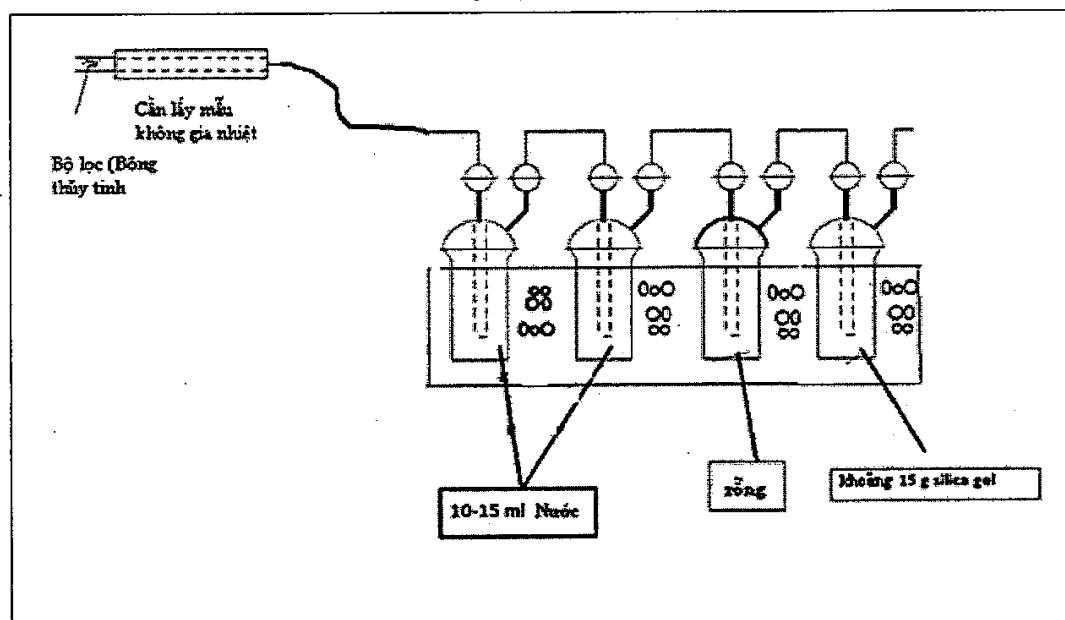 Cần lấy mẫu
không gia nhiệt
Bộ lọc (Bông
thủy tinh
10-15 ml Nước
rỗng
khoảng 15 g silica gel